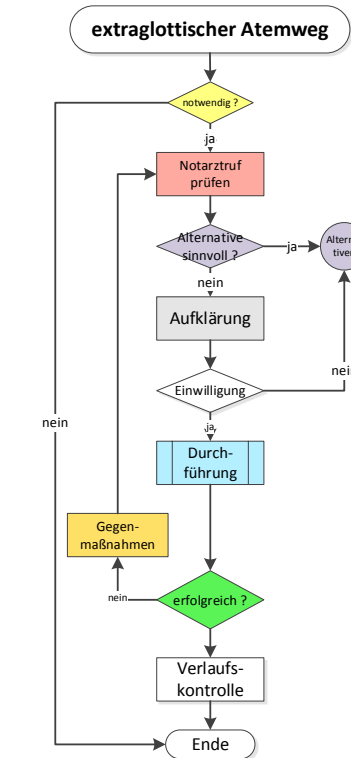 extraglottischer Atemweg
notwendig ?
ja
Notarztruf
prüfen
Alternative
sinnvoll ?
ja
nein
Aufklärung
Einwilligung
nein
ja
Durch-
führung
Gegen-
maßnahmen
nein
erfolgreich ?
Verlaufs-
kontrolle
Ende